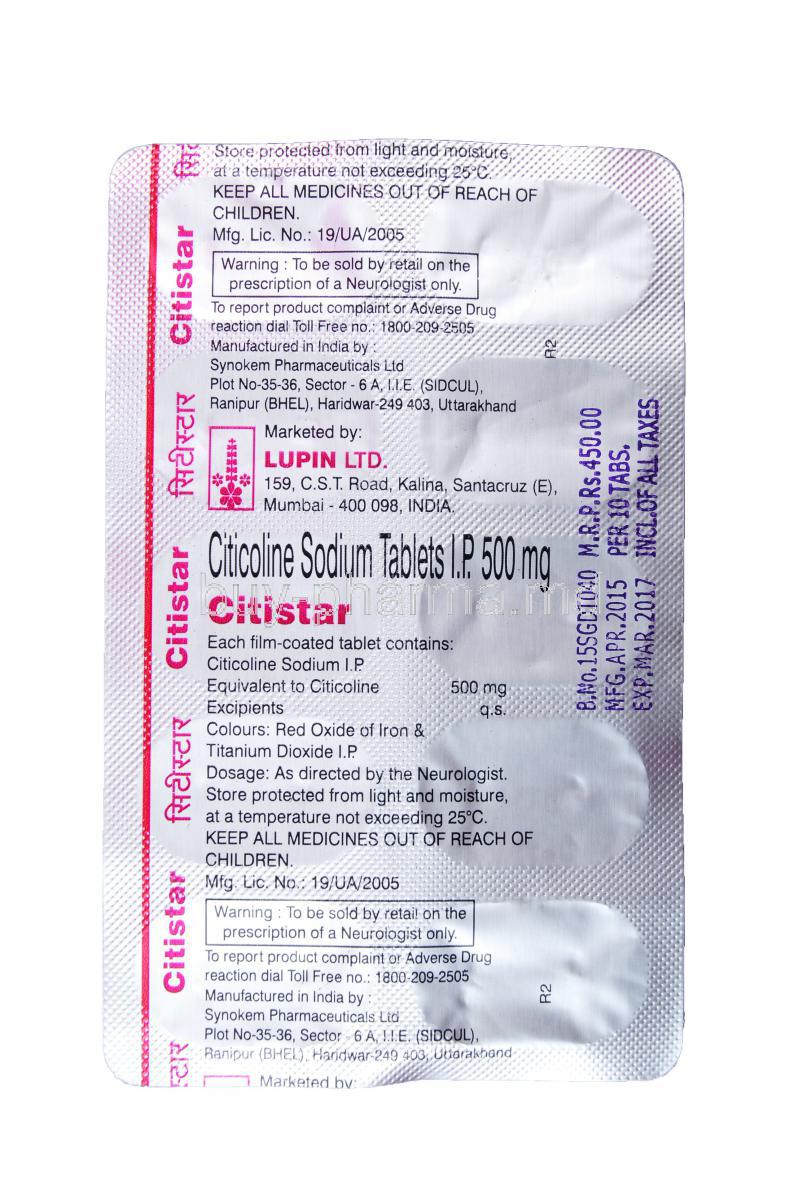 Store protected from light and moisture,
at a temperature not exceeding 25°C.
KEEP ALL MEDICINES OUT OF REACH OF
CHILDREN.
Mfg. Lic. No.: 19/UA/2005
Warning : To be sold by retail on the
prescription of a Neurologist only.
To report product complaint or Adverse Drug
reaction dial Toll Free no.: 1800-209-2505
Manufactured in India by :
Synokem Pharmaceuticals Ltd
Plot No-35-36, Sector - 6 A, I.I.E. (SIDCUL),
Ranipur (BHEL), Haridwar-249 403, Uttarakhand
R2
Marketed by:
LUPIN LTD.
159, C.S.T. Road, Kalina, Santacruz (E),
Mumbai - 400 098, INDIA.
Citicoline Sodium Tablets I.P. 500 mg
buy-pharma.md
Citistar
Each film-coated tablet contains:
Citicoline Sodium I.P.
Equivalent to Citicoline 500 mg
Excipients q.s.
Colours: Red Oxide of Iron &
Titanium Dioxide I.P.
Dosage: As directed by the Neurologist.
Store protected from light and moisture,
at a temperature not exceeding 25°C.
KEEP ALL MEDICINES OUT OF REACH OF
CHILDREN.
Mfg. Lic. No.: 19/UA/2005
Warning : To be sold by retail on the
prescription of a Neurologist only.
To report product complaint or Adverse Drug
reaction dial Toll Free no.: 1800-209-2505
Manufactured in India by :
Synokem Pharmaceuticals Ltd
Plot No-35-36, Sector - 6 A, I.I.E. (SIDCUL),
Ranipur (BHEL), Haridwar-249 403, Uttarakhand
R2
Marketed by:
Citistar
सिटीस्टार
Citistar
सिटीस्टार
Citistar
B.No.15SGDT040 M.R.P.Rs.450.00
MFG.APR.2015 PER 10 TABS.
EXP.MAR.2017 INCL.OF ALL TAXES